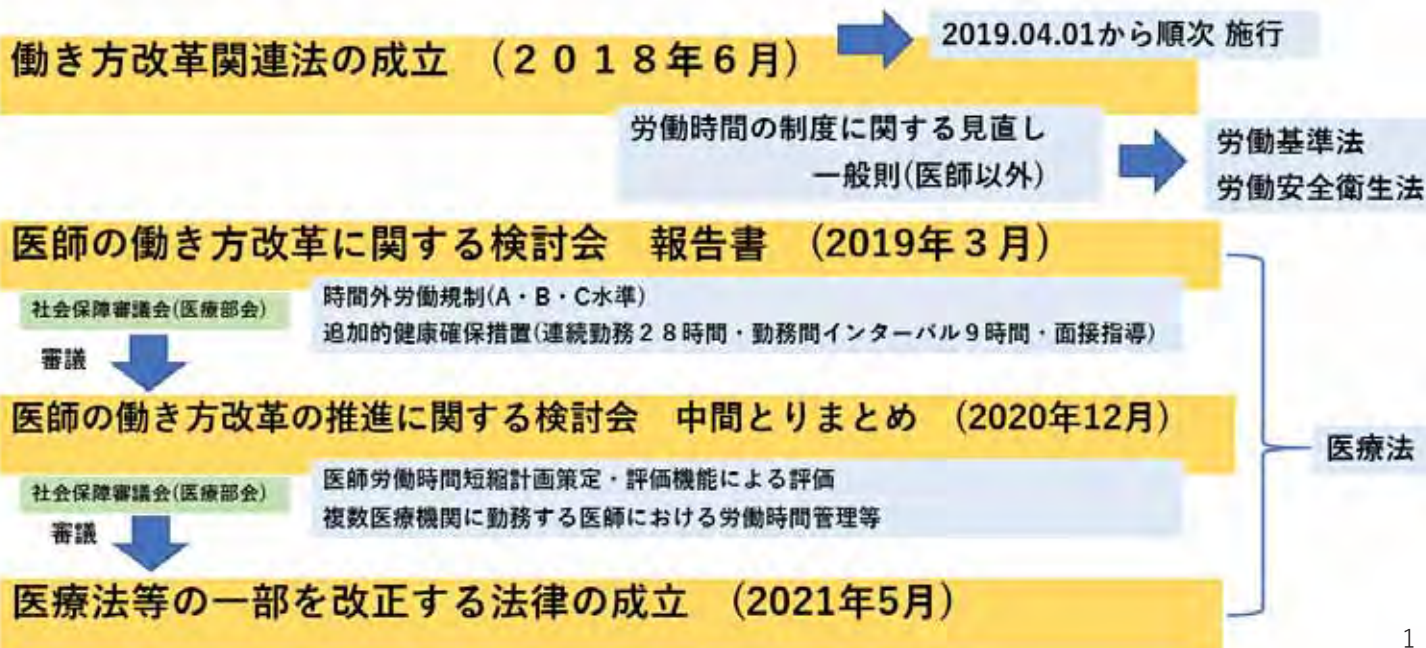 働き方改革関連法の成立 (2018年6月)
2019.04.01から順次 施行
労働時間の制度に関する見直し
一般則(医師以外)
労働基準法
労働安全衛生法
医師の働き方改革に関する検討会 報告書 (2019年3月)
社会保障審議会(医療部会)
審議
時間外労働規制(A・B・C水準)
追加的健康確保措置(連続勤務28時間・勤務間インターバル9時間・面接指導)
医師の働き方改革の推進に関する検討会 中間とりまとめ (2020年12月)
医療法
社会保障審議会(医療部会)
審議
医師労働時間短縮計画策定・評価機能による評価
複数医療機関に勤務する医師における労働時間管理等
医療法等の一部を改正する法律の成立 (2021年5月)
1